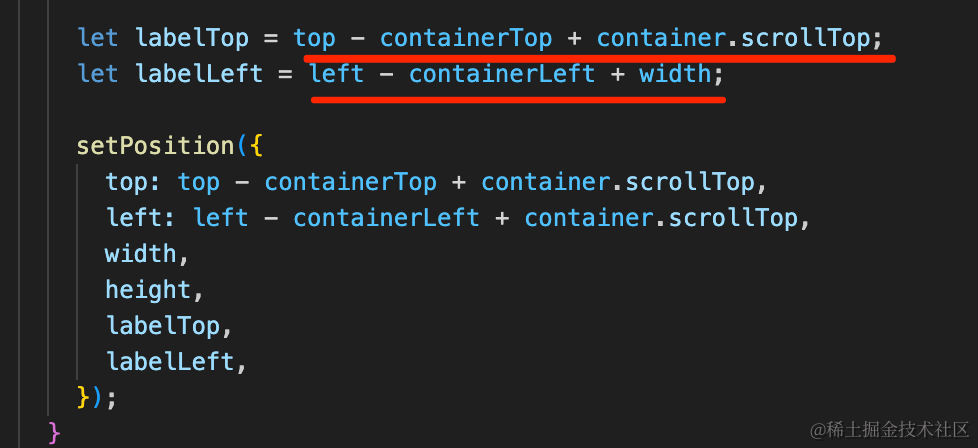 let labelTop = top - containerTop + container.scrollTop;
let labelLeft = left - containerLeft + width;
setPosition({
top: top - containerTop + container.scrollTop,
left: left - containerLeft + container.scrollTop,
width,
height,
labelTop,
labelLeft,
});
}
@稀土掘金技术社区